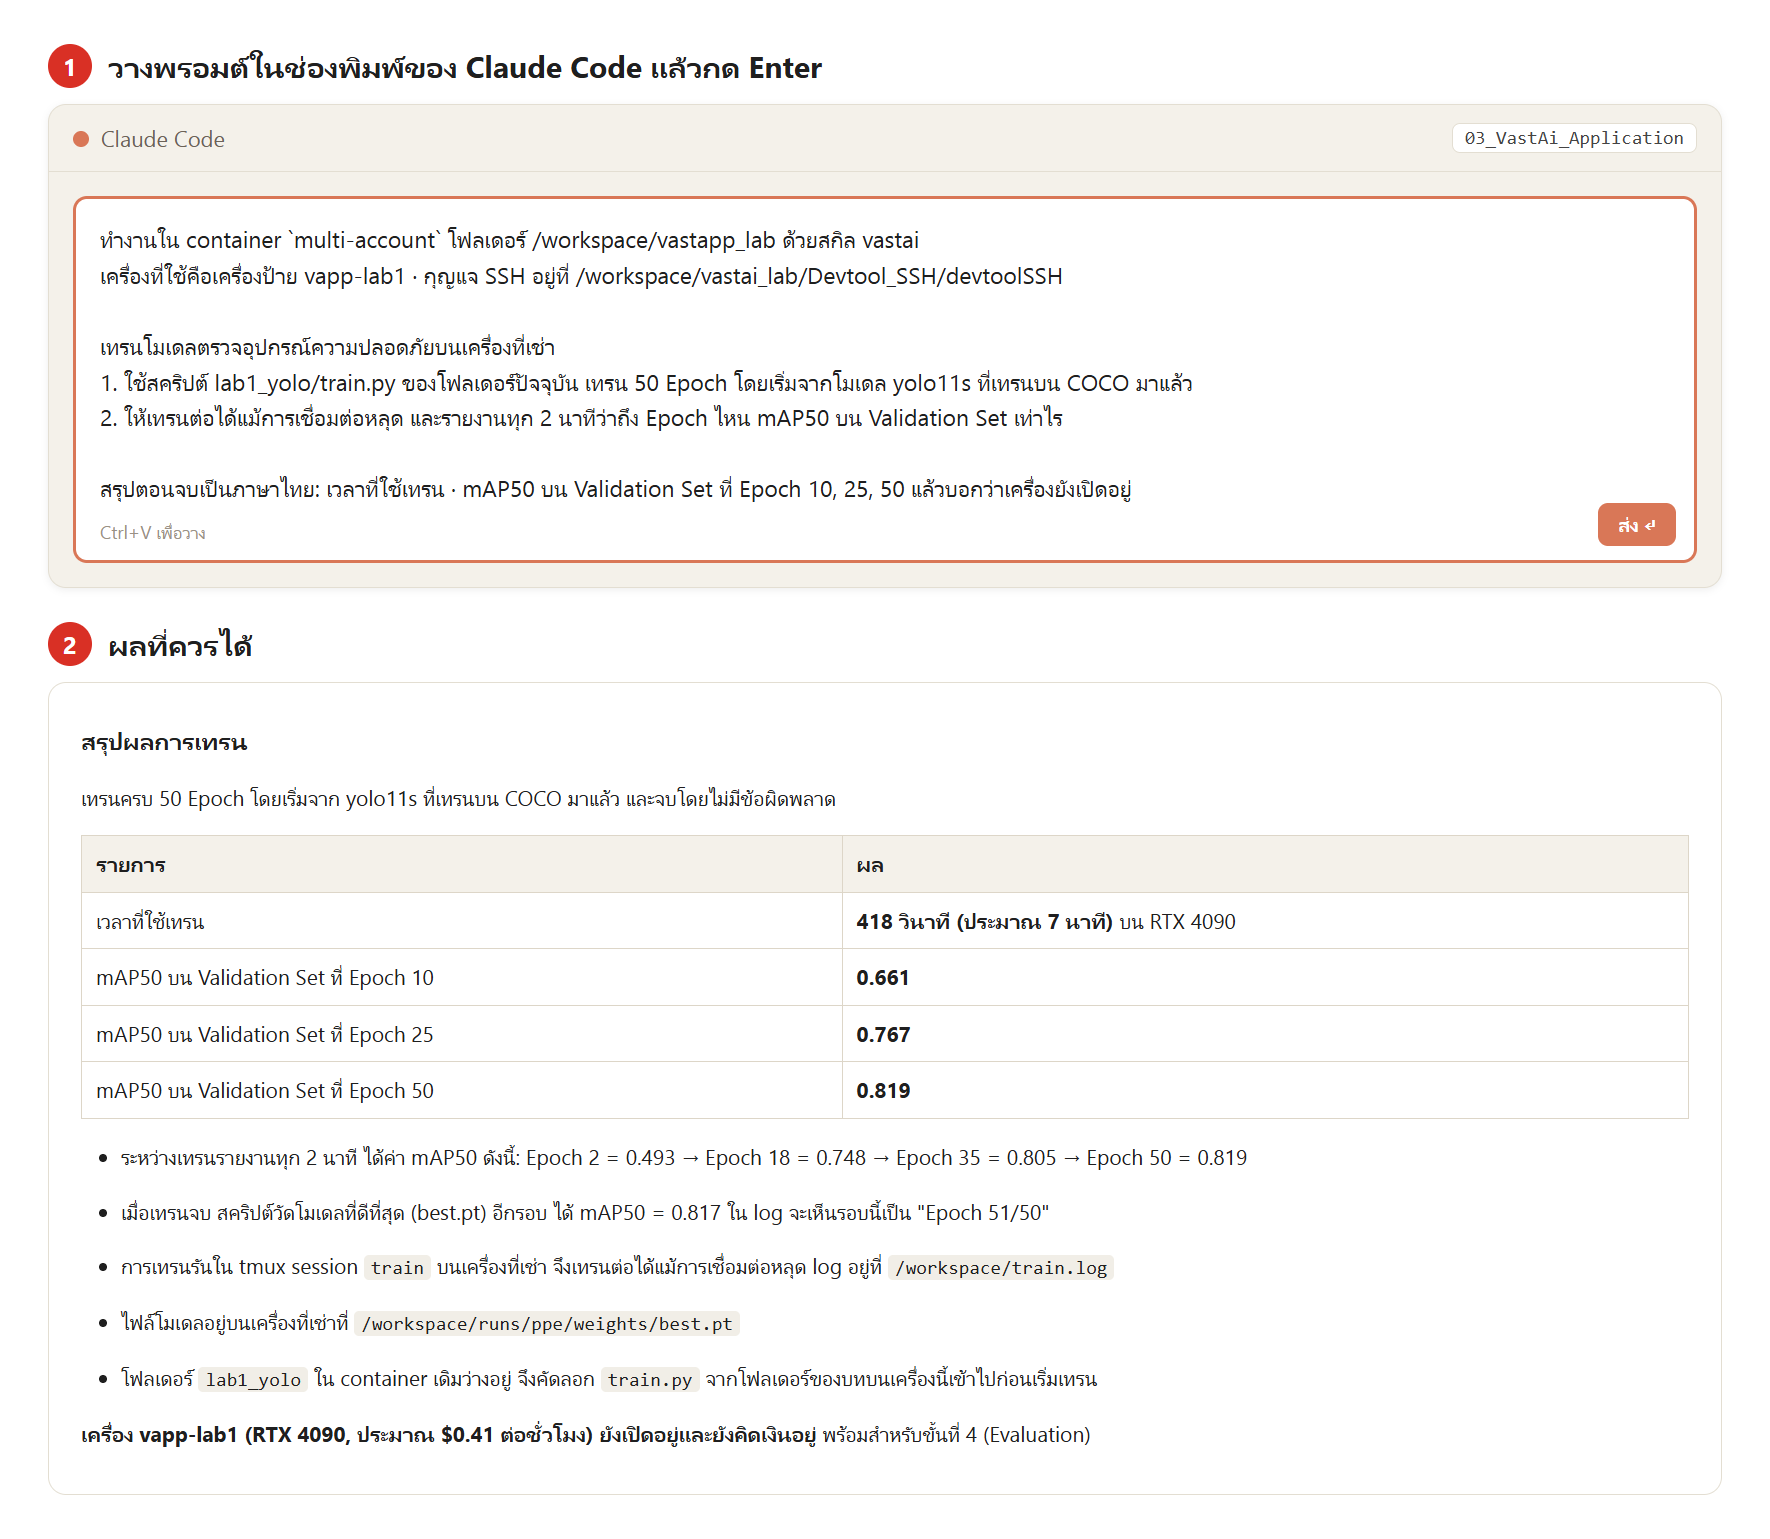 1 วางพรอมต์ในช่องพิมพ์ของ Claude Code แล้วกด Enter
Claude Code
03_VastAi_Application
ทำงานใน container `multi-account` โฟลเดอร์ /workspace/vastapp_lab ด้วยสกิล vastai
เครื่องที่ใช้คือเครื่องป้าย vapp-lab1 · กุญแจ SSH อยู่ที่ /workspace/vastai_lab/Devtool_SSH/devtoolSSH
เทรนโมเดลตรวจอุปกรณ์ความปลอดภัยบนเครื่องที่เช่า
1. ใช้สคริปต์ lab1_yolo/train.py ของโฟลเดอร์ปัจจุบัน เทรน 50 Epoch โดยเริ่มจากโมเดล yolo11s ที่เทรนบน COCO มาแล้ว
2. ให้เทรนต่อได้แม้การเชื่อมต่อหลุด และรายงานทุก 2 นาทีว่าถึง Epoch ไหน mAP50 บน Validation Set เท่าไร
สรุปตอนจบเป็นภาษาไทย: เวลาที่ใช้เทรน · mAP50 บน Validation Set ที่ Epoch 10, 25, 50 แล้วบอกว่าเครื่องยังเปิดอยู่
Ctrl+V เพื่อวาง
ส่ง ↵
2 ผลที่ควรได้
สรุปผลการเทรน
เทรนครบ 50 Epoch โดยเริ่มจาก yolo11s ที่เทรนบน COCO มาแล้ว และจบโดยไม่มีข้อผิดพลาด
รายการ ผล
เวลาที่ใช้เทรน 418 วินาที (ประมาณ 7 นาที) บน RTX 4090
mAP50 บน Validation Set ที่ Epoch 10 0.661
mAP50 บน Validation Set ที่ Epoch 25 0.767
mAP50 บน Validation Set ที่ Epoch 50 0.819
• ระหว่างเทรนรายงานทุก 2 นาที ได้ค่า mAP50 ดังนี้: Epoch 2 = 0.493 → Epoch 18 = 0.748 → Epoch 35 = 0.805 → Epoch 50 = 0.819
• เมื่อเทรนจบ สคริปต์วัดโมเดลที่ดีที่สุด (best.pt) อีกรอบ ได้ mAP50 = 0.817 ใน log จะเห็นรอบนี้เป็น "Epoch 51/50"
• การเทรนรันใน tmux session train บนเครื่องที่เช่า จึงเทรนต่อได้แม้การเชื่อมต่อหลุด log อยู่ที่ /workspace/train.log
• ไฟล์โมเดลอยู่บนเครื่องที่เช่าที่ /workspace/runs/ppe/weights/best.pt
• โฟลเดอร์ lab1_yolo ใน container เดิมว่างอยู่ จึงคัดลอก train.py จากโฟลเดอร์ของบทบนเครื่องนี้เข้าไปก่อนเริ่มเทรน
เครื่อง vapp-lab1 (RTX 4090, ประมาณ $0.41 ต่อชั่วโมง) ยังเปิดอยู่และยังคิดเงินอยู่ พร้อมสำหรับขั้นที่ 4 (Evaluation)